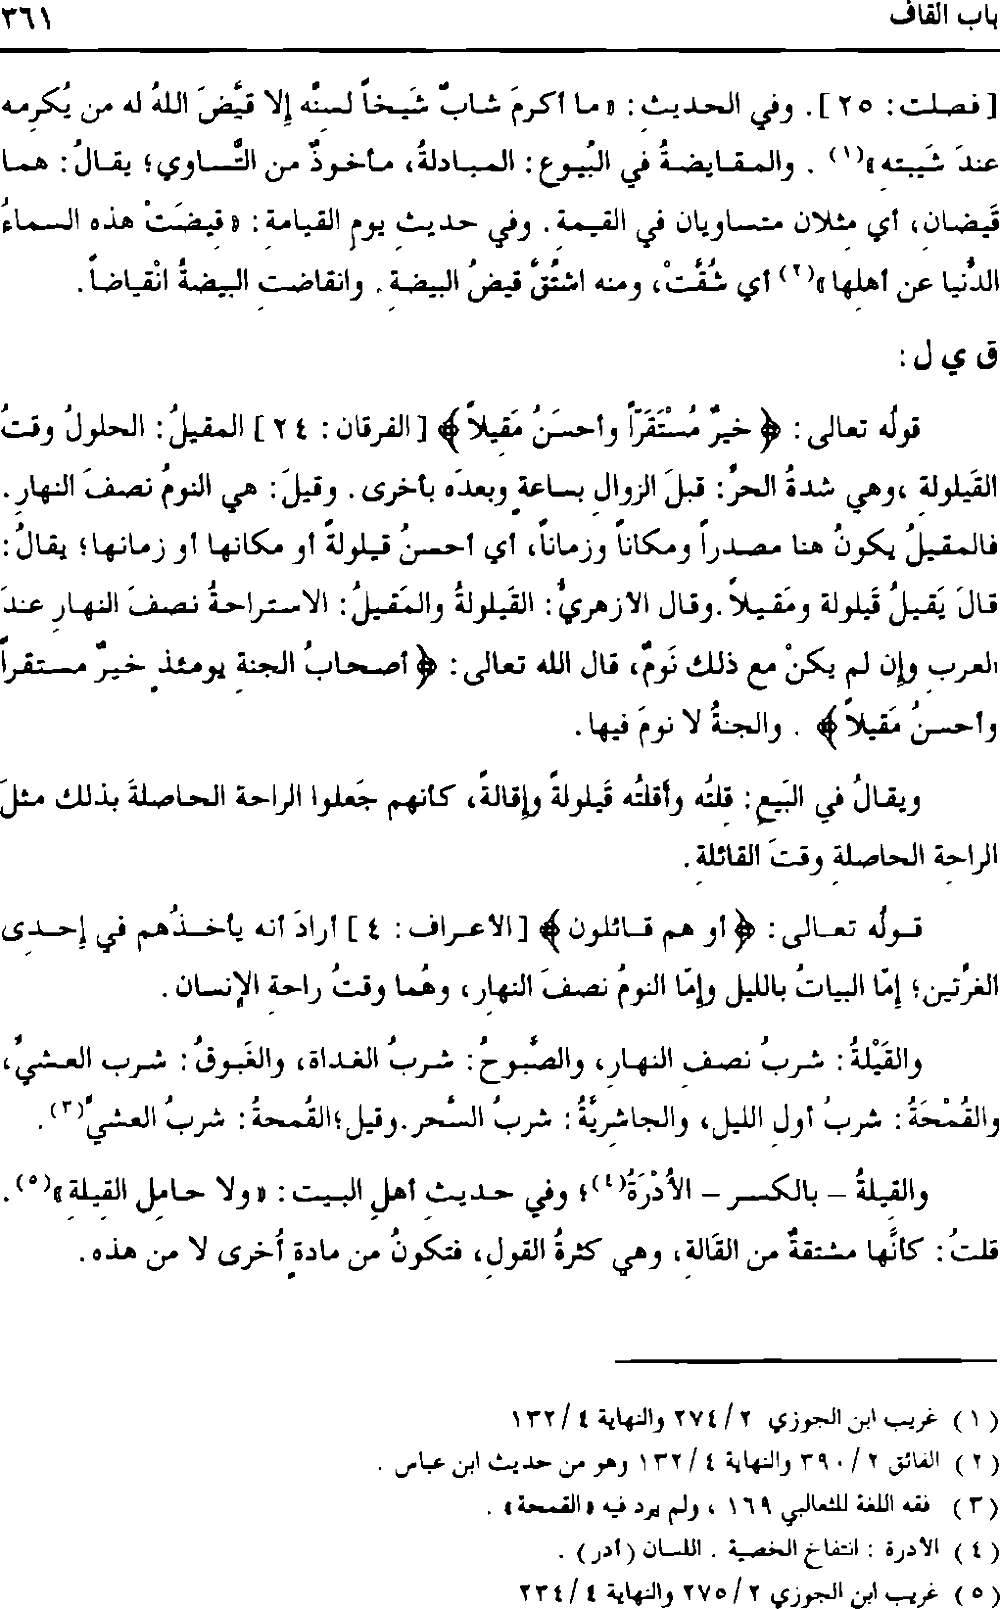 باب القاف ٣٦١
[فصلت: ٢٥]. وفي الحديث: «ما أكرمَ شابٌّ شَيخاً لسنِّه إلا قيَّضَ اللهُ له من يُكرمه
عندَ شَيبته»(١) . والمقايضةُ في البُيوع: المبادلةُ، مأخوذٌ من التَّساوي؛ يقالُ: هما
قَيضان، أي مثلان متساويان في القيمة. وفي حديثِ يومِ القيامة: «قيضَتْ هذه السماءُ
الدُّنيا عن أهلِها»(٢) أي شُقَّتْ، ومنه اشتُقَّ قيضُ البيضةِ. وانقاضتِ البيضةُ انْقياضاً.
ق ي ل:
قولُه تعالى: ﴿خيرٌ مُسْتَقَرّاً وأحسَنُ مَقِيلاً﴾ [الفرقان: ٢٤] المقيلُ: الحلولُ وقتُ
القَيلولةِ ،وهي شدةُ الحرِّ: قبلَ الزوالِ بساعةٍ وبعدَه بأخرى. وقيلَ: هي النومُ نصفَ النهارِ.
فالمقيلُ يكونُ هنا مصدراً ومكاناً وزماناً، أي أحسنُ قيلولةً أو مكانها أو زمانها؛ يقالُ:
قالَ يَقيلُ قَيلولة ومَقيلاً .وقال الأزهريُّ: القَيلولةُ والمَقيلُ: الاستراحةُ نصفَ النهارِ عندَ
العربِ وإن لم يكنْ مع ذلك نَومٌ، قال الله تعالى: ﴿أصحابُ الجنةِ يومئذٍ خيرٌ مستقراً
وأحسنُ مَقيلاً﴾ . والجنةُ لا نومَ فيها.
ويقالُ في البَيعِ: قِلتُه وأقلتُه قَيلولةً وإقالةً، كأنهم جَعلوا الراحة الحاصلةَ بذلك مثلَ
الراحةِ الحاصلةِ وقتَ القائلةِ.
قولُه تعالى: ﴿أو هم قائلون﴾ [الأعراف: ٤] أرادَ أنه يأخذُهم في إحدى
الغرَّتين؛ إمّا البياتُ بالليل وإمّا النومُ نصفَ النهارِ، وهُما وقتُ راحةِ الإنسان.
والقَيْلةُ: شربُ نصفِ النهارِ، والصَّبوحُ: شربُ الغداة، والغَبوقُ: شرب العشيِّ،
والقُمْحَةُ: شربُ أولِ الليل، والجاشِريَّةُ: شربُ السَّحر.وقيل؛القُمحةُ: شربُ العشيِّ(٣).
والقِيلةُ – بالكسر – الأُدْرَةُ(٤)؛ وفي حديثِ أهلِ البيت: «ولا حاملِ القِيلة»(٥).
قلتُ: كأنَّها مشتقةٌ من القَالةِ، وهي كثرةُ القولِ، فتكونُ من مادةٍ أُخرى لا من هذه.
(١) غريب ابن الجوزي ٢/ ٢٧٤ والنهاية ٤/ ١٣٢
(٢) الفائق ٢/ ٣٩٠ والنهاية ٤/ ١٣٢ وهو من حديث ابن عباس .
(٣) فقه اللغة للثعالبي ١٦٩ ، ولم يرد فيه «القمحة» .
(٤) الأدرة : انتفاخ الخصية . اللسان (أدر) .
(٥) غريب ابن الجوزي ٢/ ٢٧٥ والنهاية ٤/ ٢٣٤